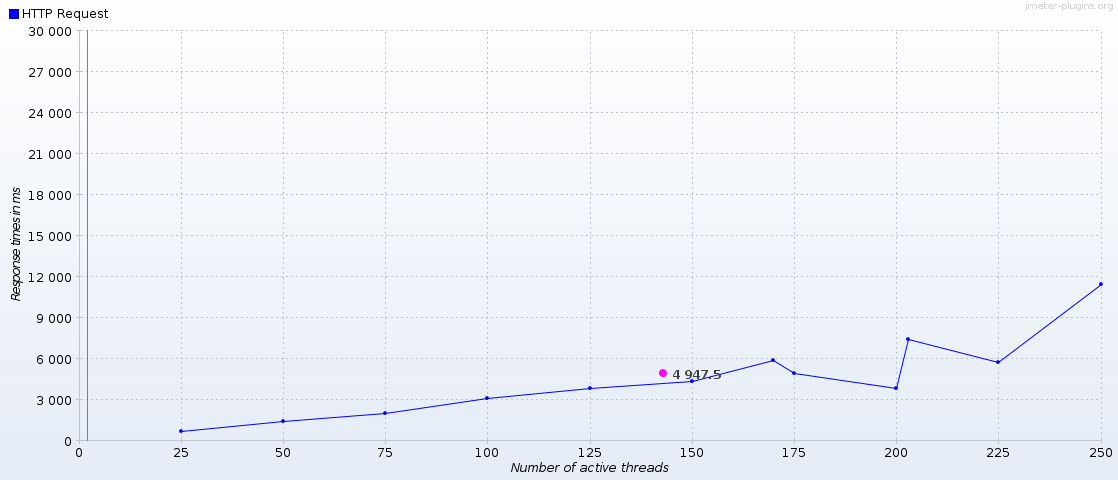 jmeter-plugins.org
HTTP Request
30 000
27 000
24 000
21 000
18 000
15 000
12 000
9 000
6 000
3 000
0
Response times in ms
4 947.5
0 25 50 75 100 125 150 175 200 225 250
Number of active threads